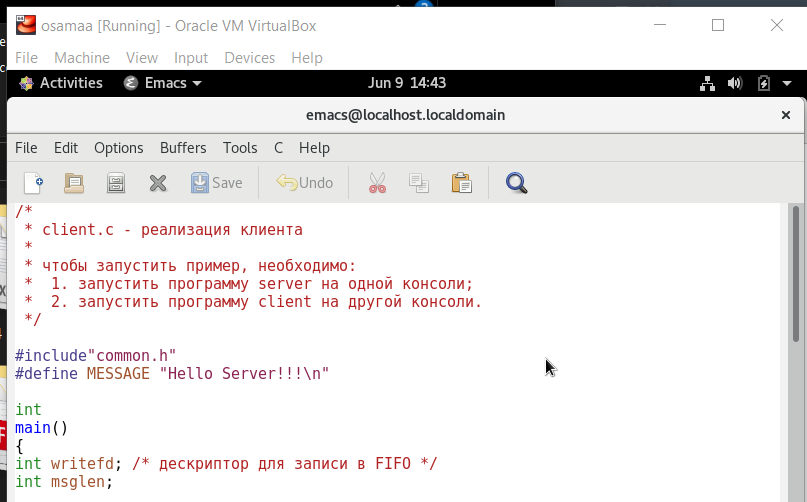 osamaa [Running] - Oracle VM VirtualBox
File Machine View Input Devices Help
Activities Emacs Jun 9 14:43
emacs@localhost.localdomain
File Edit Options Buffers Tools C Help
Save Undo
/*
* client.c - реализация клиента
*
* чтобы запустить пример, необходимо:
* 1. запустить программу server на одной консоли;
* 2. запустить программу client на другой консоли.
*/
#include"common.h"
#define MESSAGE "Hello Server!!!\n"
int
main()
{
int writefd; /* дескриптор для записи в FIFO */
int msglen;